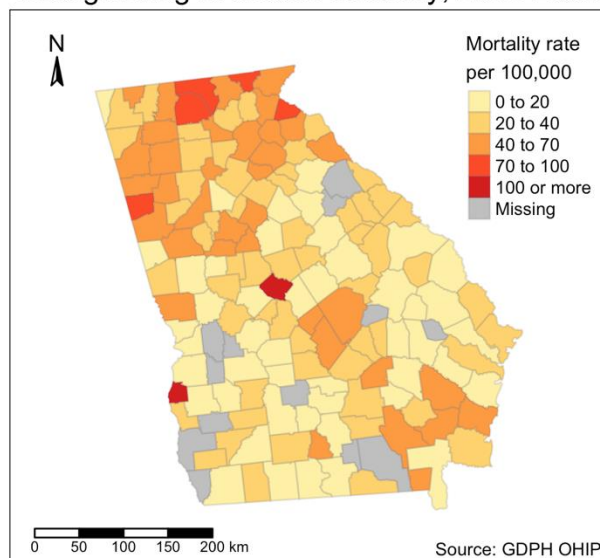 N
Mortality rate
per 100,000
0 to 20
20 to 40
40 to 70
70 to 100
100 or more
Missing
0 50 100 150 200 km
Source: GDPH OHIP